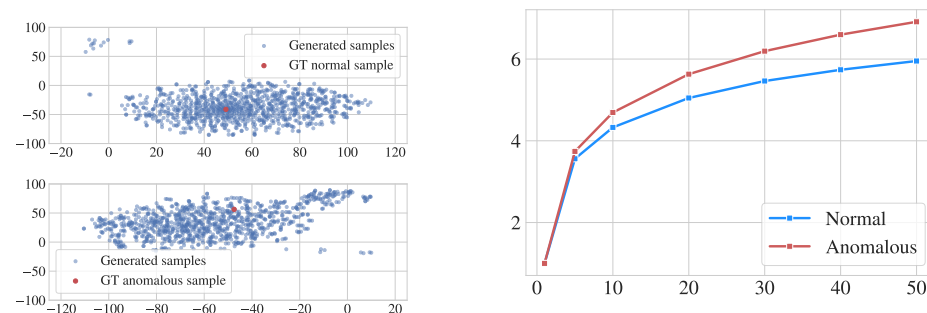 100
50
0
−50
−100
Generated samples
GT normal sample
−20 0 20 40 60 80 100 120
100
50
0
−50
−100
Generated samples
GT anomalous sample
−120 −100 −80 −60 −40 −20 0 20
6
4
2
Normal
Anomalous
0 10 20 30 40 50